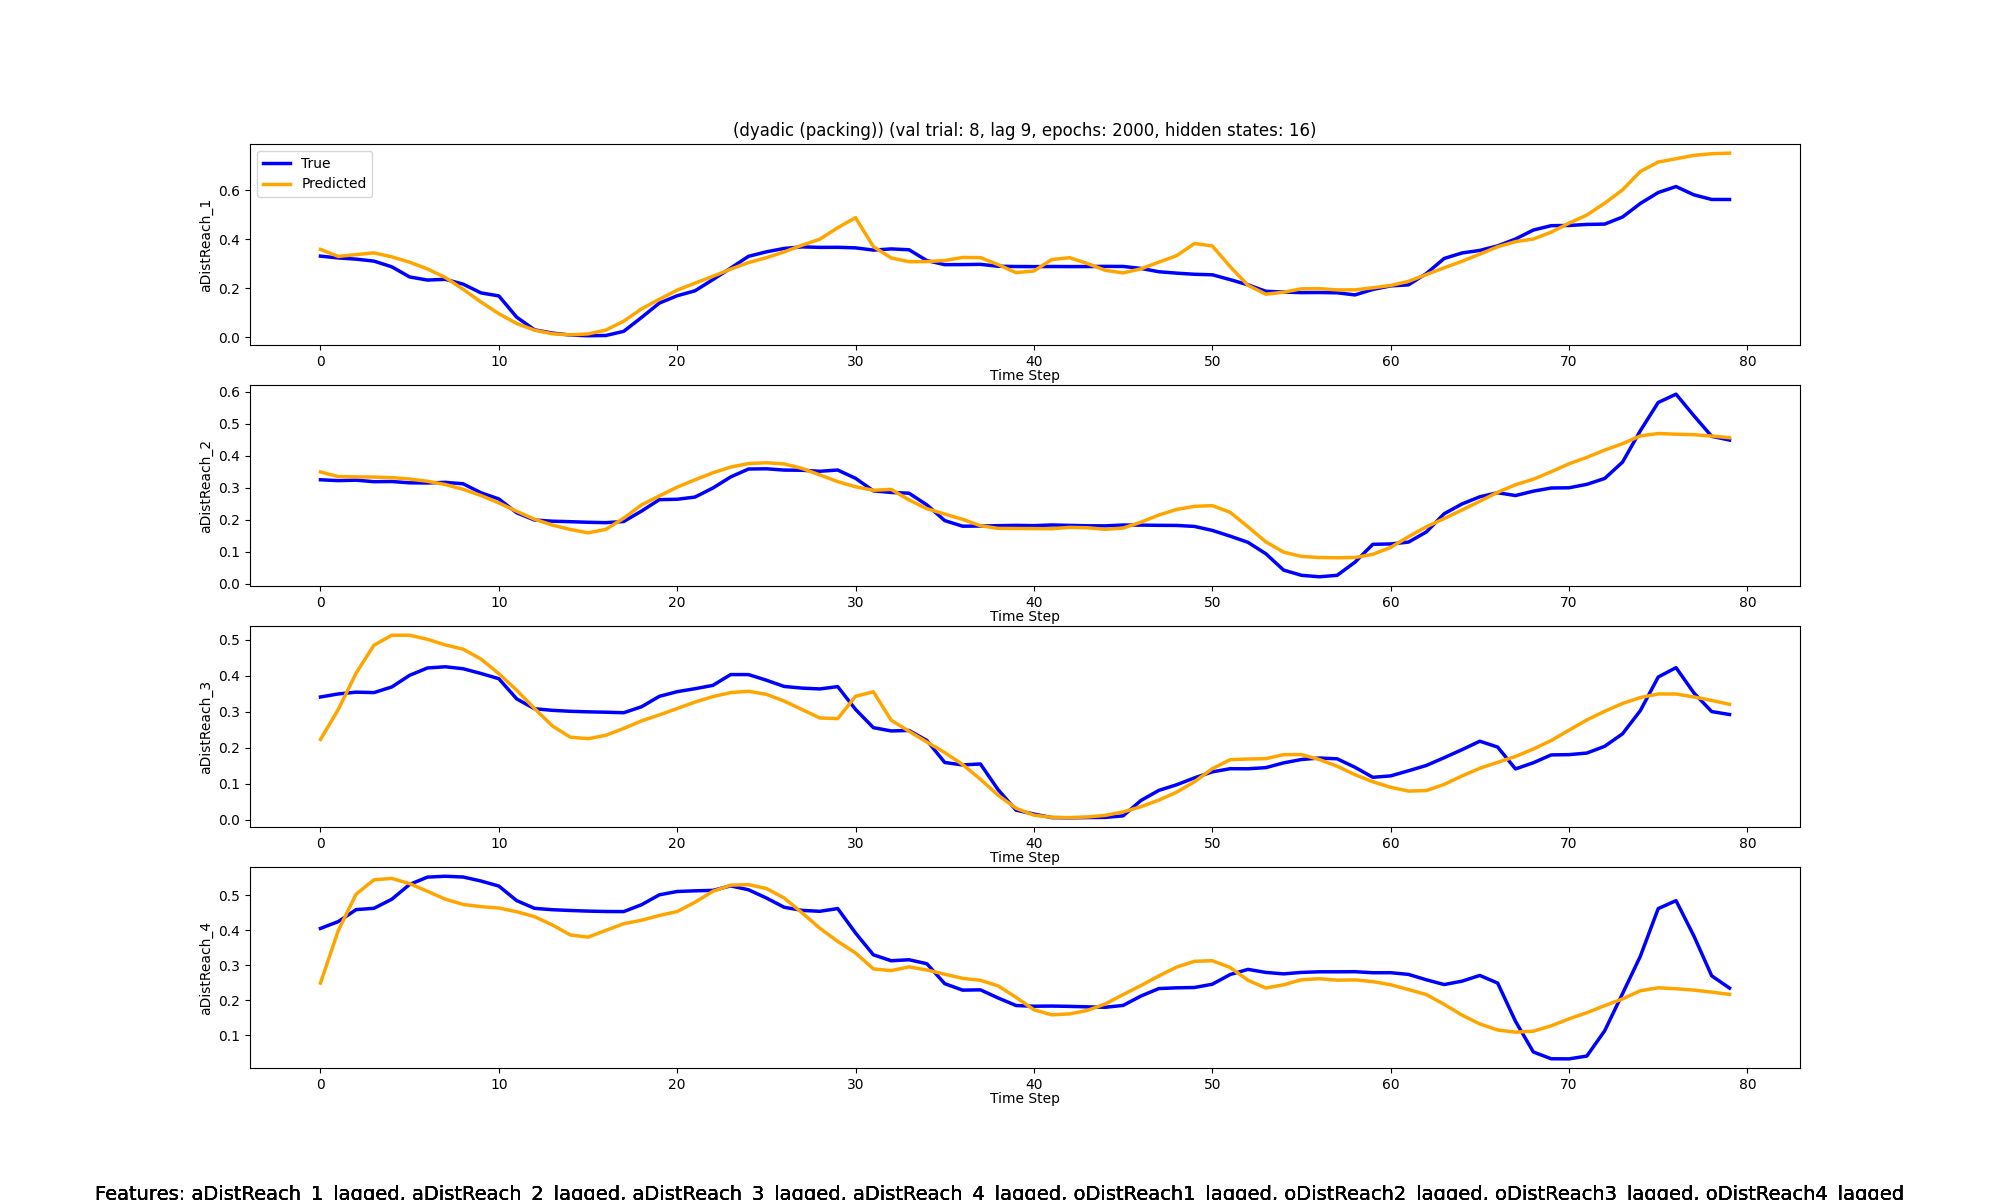 (dyadic (packing)) (val trial: 8, lag 9, epochs: 2000, hidden states: 16)
True
Predicted
aDistReach_1
0.6
0.4
0.2
0.0
0 10 20 30 40 50 60 70 80
Time Step
aDistReach_2
0.6
0.5
0.4
0.3
0.2
0.1
0.0
0 10 20 30 40 50 60 70 80
Time Step
aDistReach_3
0.5
0.4
0.3
0.2
0.1
0.0
0 10 20 30 40 50 60 70 80
Time Step
aDistReach_4
0.5
0.4
0.3
0.2
0.1
0 10 20 30 40 50 60 70 80
Time Step
Features: aDistReach_1_lagged, aDistReach_2_lagged, aDistReach_3_lagged, aDistReach_4_lagged, oDistReach1_lagged, oDistReach2_lagged, oDistReach3_lagged, oDistReach4_lagged